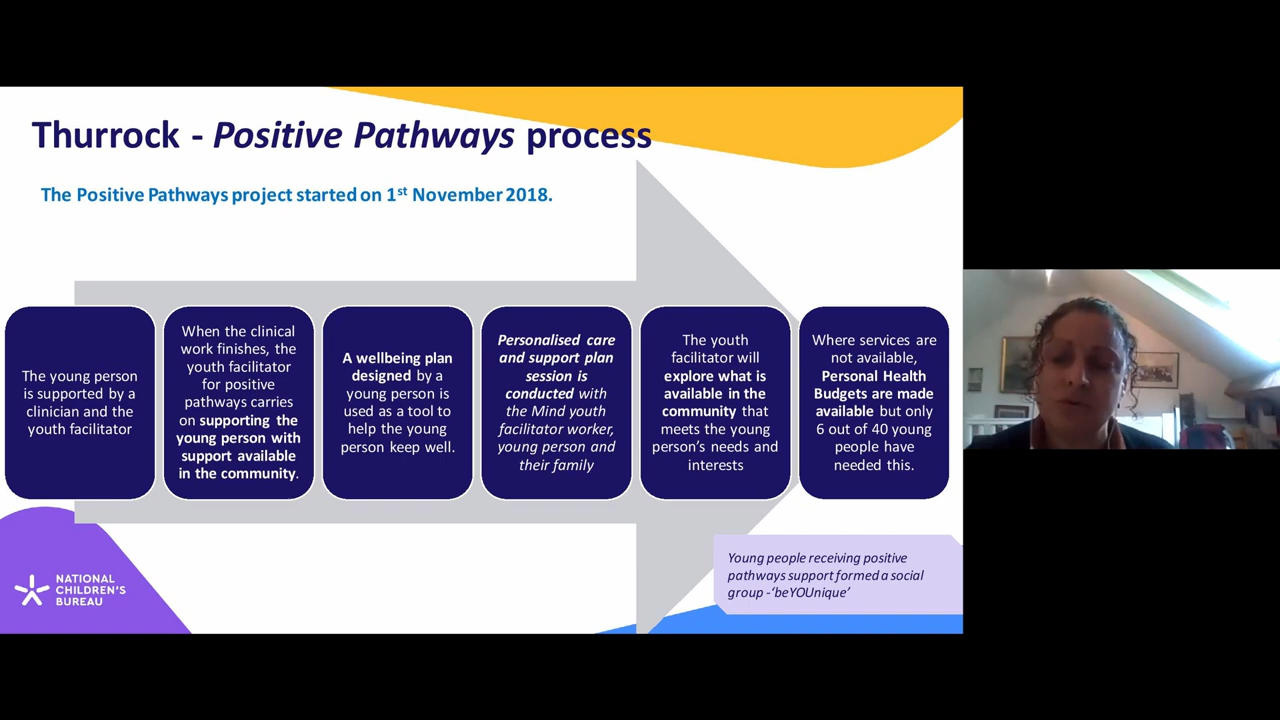 Thurrock - Positive Pathways process
The Positive Pathways project started on 1st November 2018.
The young person
is supported by a
clinician and the
youth facilitator
When the clinical
work finishes, the
youth facilitator
for positive
pathways carries
on supporting the
young person with
support available
in the community.
A wellbeing plan
designed by a
young person is
used as a tool to
help the young
person keep well.
Personalised care
and support plan
session is
conducted with
the Mind youth
facilitator worker,
young person and
their family
The youth
facilitator will
explore what is
available in the
community that
meets the young
person's needs and
interests
Where services are
not available,
Personal Health
Budgets are made
available but only
6 out of 40 young
people have
needed this.
Young people receiving positive
pathways support formed a social
group -'beYOUnique'
NATIONAL
CHILDREN'S
BUREAU